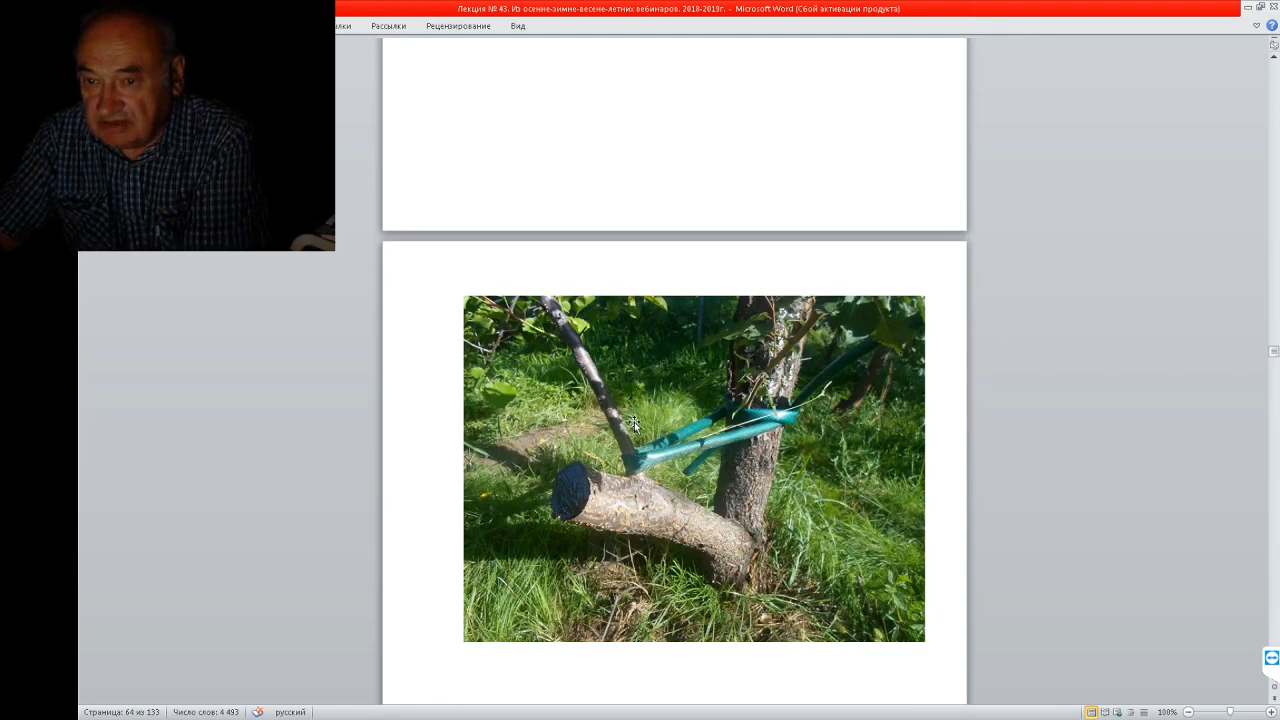 Лекция № 43. Из осенне-зимне-весене-летних вебинаров. 2018-2019г. - Microsoft Word (Сбой активации продукта)
лки Рассылки Рецензирование Вид
Страница: 64 из 133 Число слов: 4 493 русский 100%